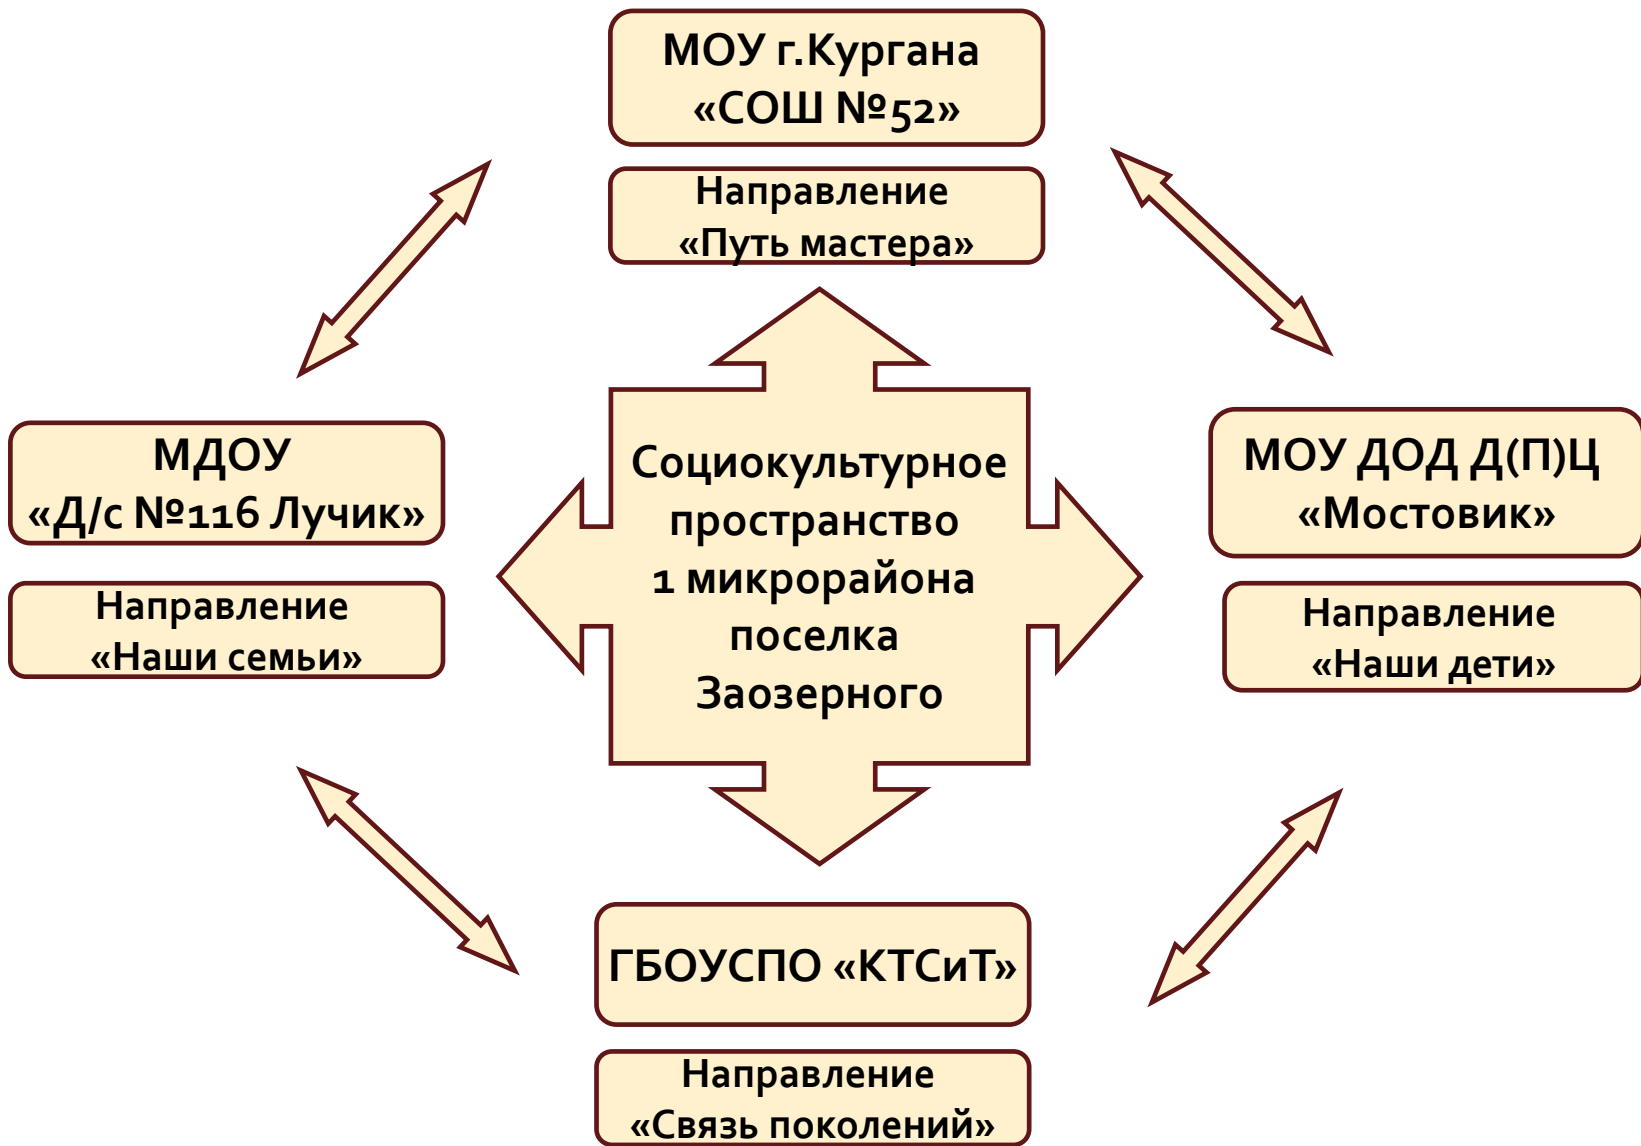 МОУ г.Кургана
«СОШ №52»
Направление
«Путь мастера»
МДОУ
«Д/с №116 Лучик»
Направление
«Наши семьи»
Социокультурное
пространство
1 микрорайона
поселка
Заозерного
МОУ ДОД Д(П)Ц
«Мостовик»
Направление
«Наши дети»
ГБОУСПО «КТСиТ»
Направление
«Связь поколений»